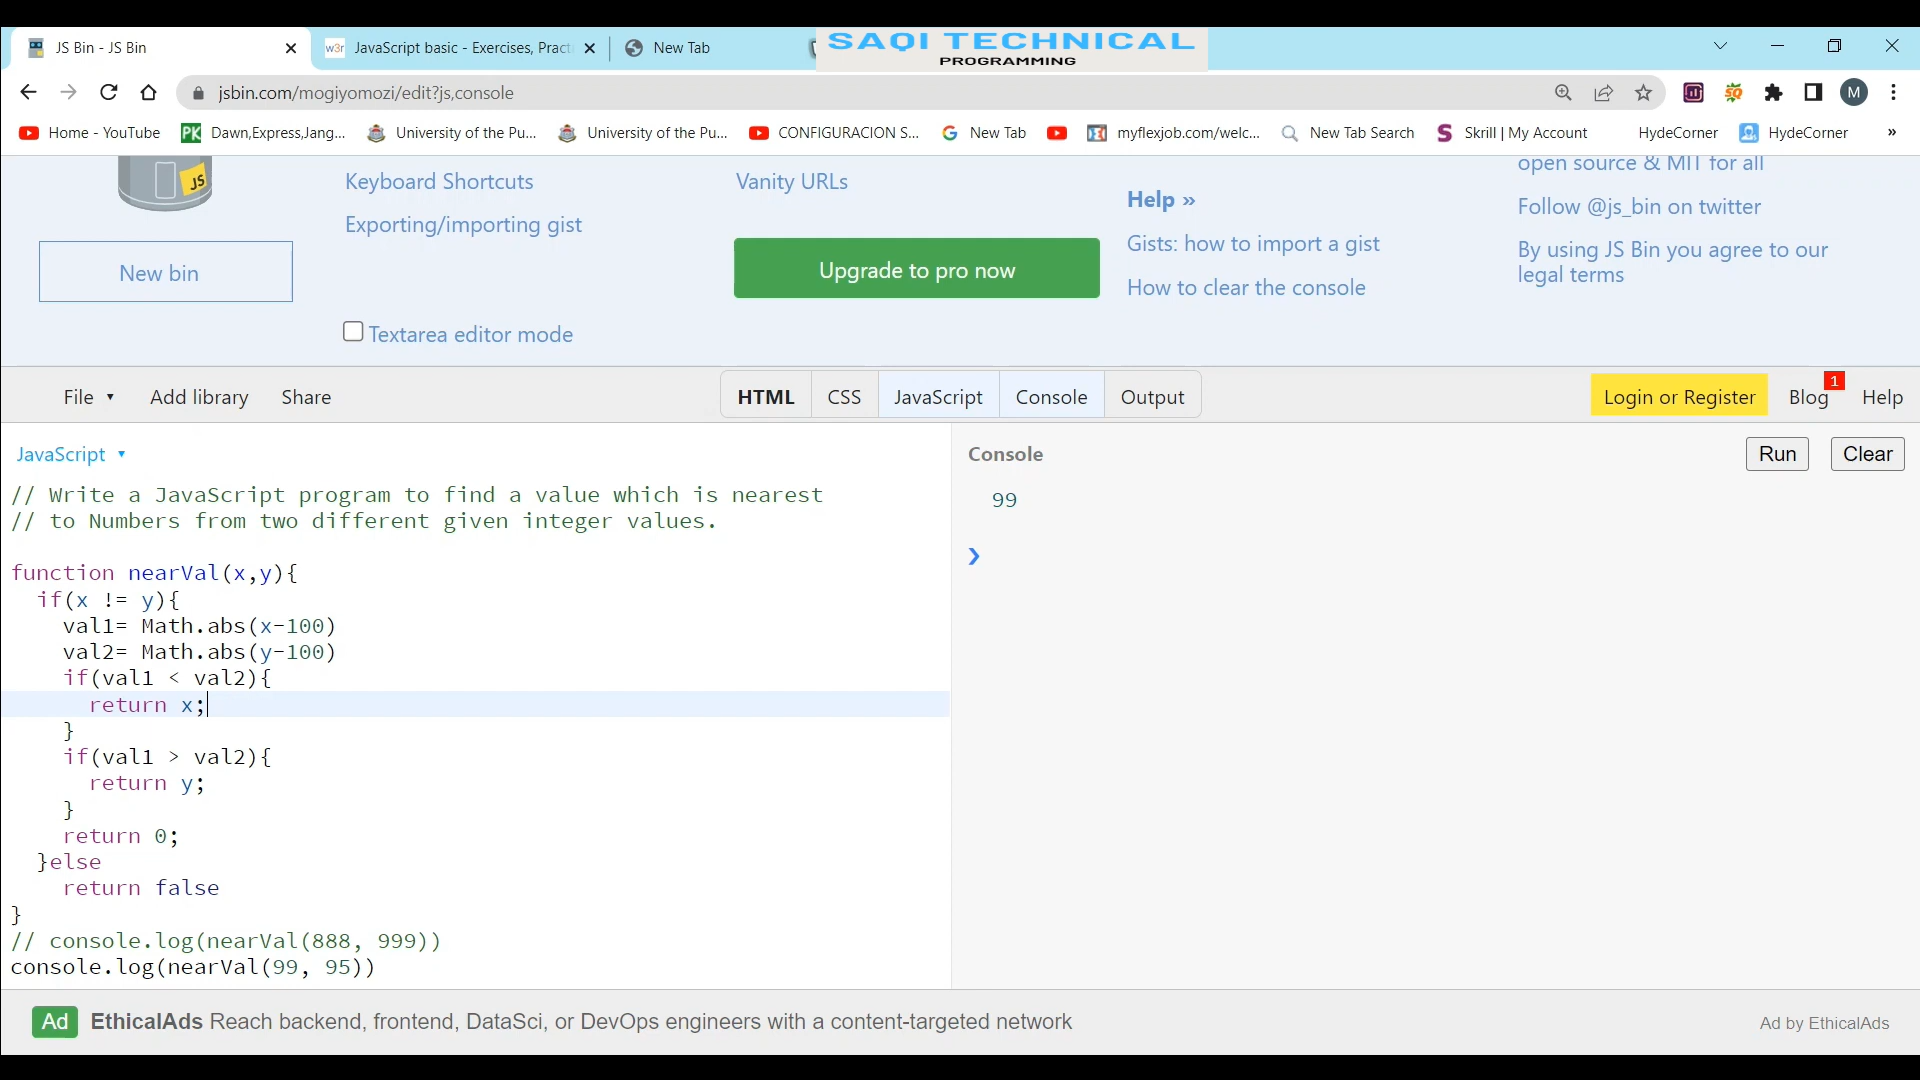 JS Bin - JS Bin
w3r JavaScript basic - Exercises, Pract
New Tab
SAQI TECHNICAL
PROGRAMMING
jsbin.com/mogiyomozi/edit?js,console
M
Home - YouTube
PK Dawn,Express,Jang...
University of the Pu...
University of the Pu...
CONFIGURACION S...
New Tab
myflexjob.com/welc...
New Tab Search
Skrill | My Account
HydeCorner
HydeCorner
»
JS
New bin
Keyboard Shortcuts
Exporting/importing gist
Textarea editor mode
Vanity URLs
Upgrade to pro now
Help »
Gists: how to import a gist
How to clear the console
open source & MIT for all
Follow @js_bin on twitter
By using JS Bin you agree to our
legal terms
File
Add library
Share
HTML
CSS
JavaScript
Console
Output
Login or Register
Blog
1
Help
JavaScript
// Write a JavaScript program to find a value which is nearest
// to Numbers from two different given integer values.
function nearVal(x,y){
if(x != y){
val1= Math.abs(x-100)
val2= Math.abs(y-100)
if(val1 < val2){
return x;
}
if(val1 > val2){
return y;
}
return 0;
}else
return false
}
// console.log(nearVal(888, 999))
console.log(nearVal(99, 95))
Console
Run
Clear
99
Ad EthicalAds Reach backend, frontend, DataSci, or DevOps engineers with a content-targeted network
Ad by EthicalAds